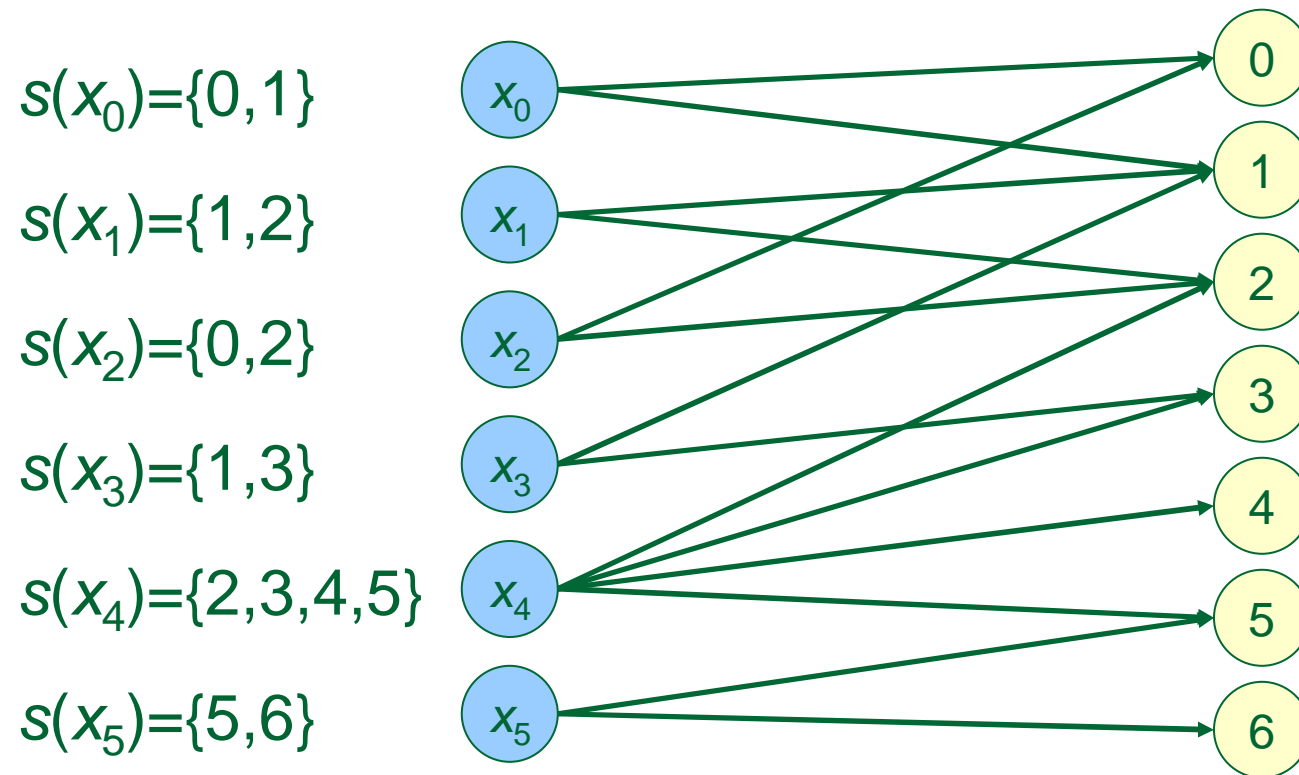 s(x₀)={0,1}
x₀
0
s(x₁)={1,2}
x₁
1
s(x₂)={0,2}
x₂
2
s(x₃)={1,3}
x₃
3
s(x₄)={2,3,4,5}
x₄
4
s(x₅)={5,6}
x₅
5
6